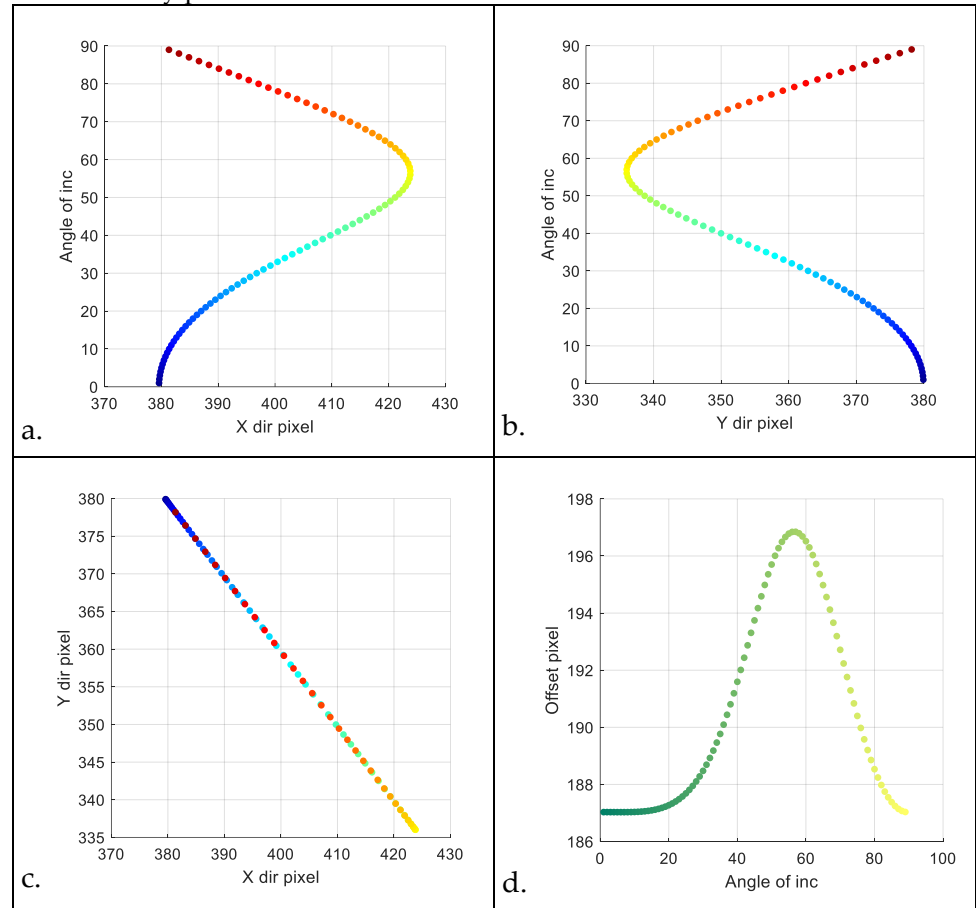 90
80
70
60
50
40
30
20
10
0
Angle of inc
370 380 390 400 410 420 430
X dir pixel
a.
90
80
70
60
50
40
30
20
10
0
Angle of inc
330 340 350 360 370 380
Y dir pixel
b.
380
375
370
365
360
355
350
345
340
335
Y dir pixel
370 380 390 400 410 420 430
X dir pixel
c.
198
196
194
192
190
188
186
Offset pixel
0 20 40 60 80 100
Angle of inc
d.